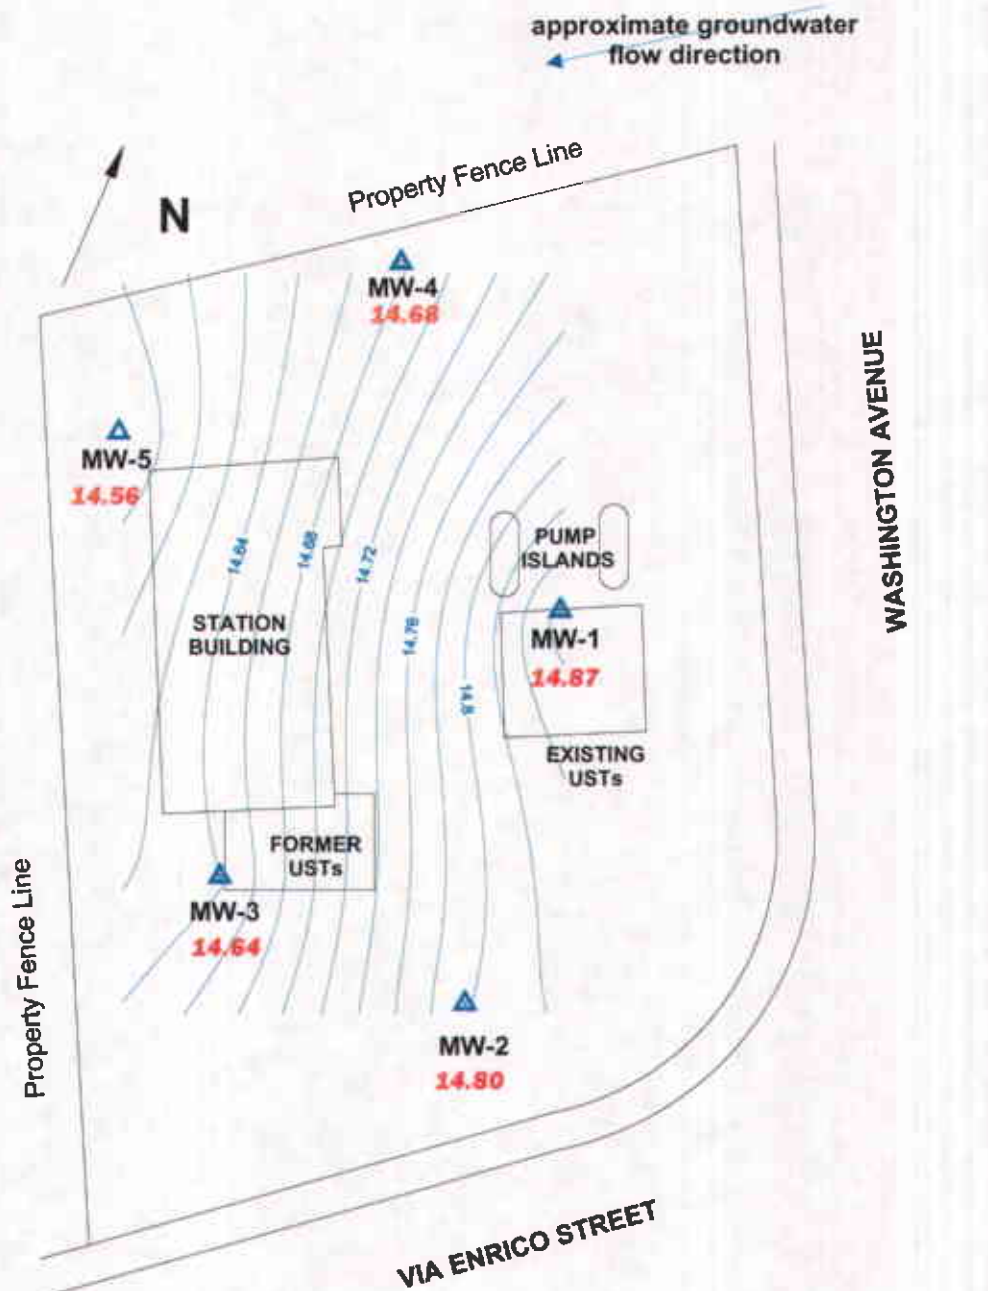 approximate groundwater
flow direction
Property Fence Line
N
MW-4
14.68
WASHINGTON AVENUE
MW-5
14.56
PUMP
ISLANDS
14.64
14.68
14.72
STATION
BUILDING
14.76
MW-1
14.87
14.8
EXISTING
USTs
FORMER
USTs
Property Fence Line
MW-3
14.64
MW-2
14.80
VIA ENRICO STREET